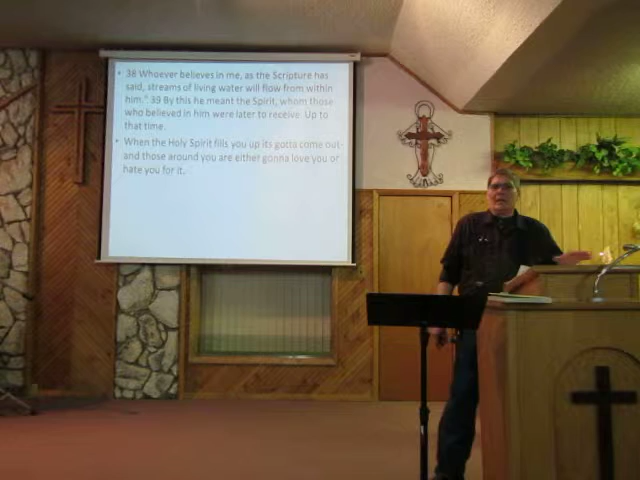 • 38 Whoever believes in me, as the Scripture has
said, streams of living water will flow from within
him." 39 By this he meant the Spirit, whom those
who believed in him were later to receive. Up to
that time.
• When the Holy Spirit fills you up its gotta come out-
and those around you are either gonna love you or
hate you for it.